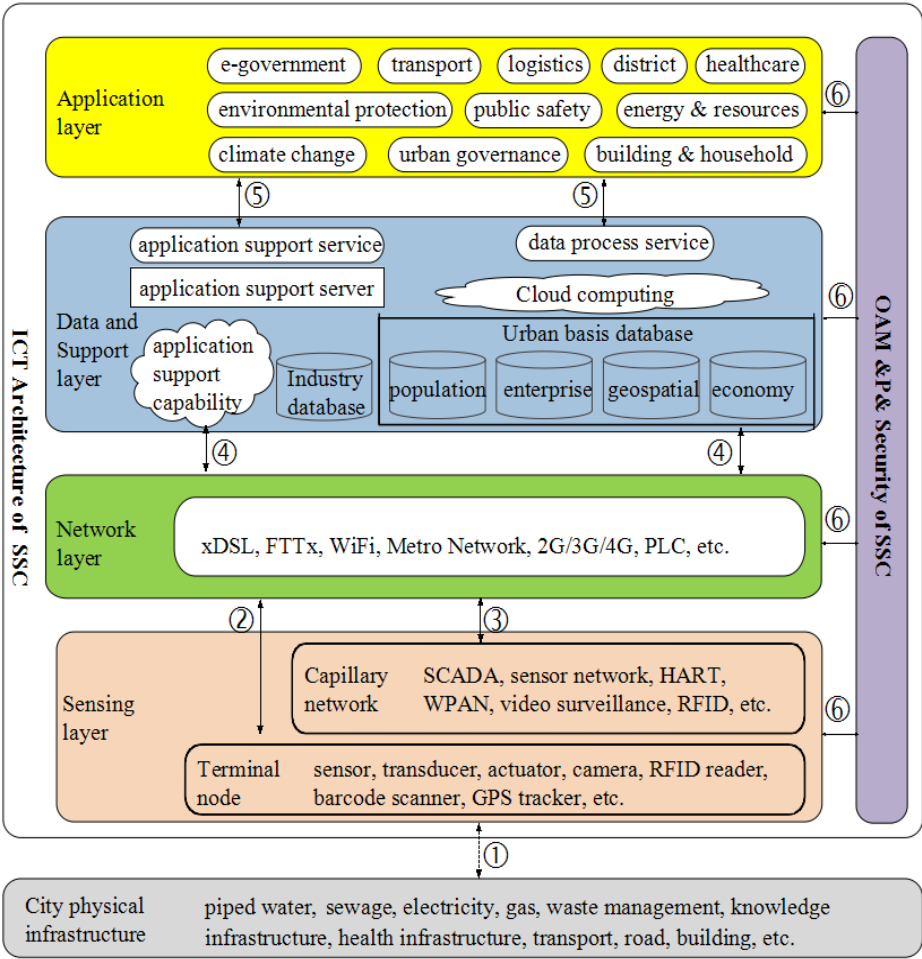 ICT Architecture of SSC
OAM &P& Security of SSC
Application
layer
e-government
transport
logistics
district
healthcare
environmental protection
public safety
energy & resources
climate change
urban governance
building & household
⑥
⑤
⑤
Data and
Support
layer
application support service
data process service
application support server
Cloud computing
application
support
capability
Industry
database
Urban basis database
population
enterprise
geospatial
economy
⑥
④
④
Network
layer
xDSL, FTTx, WiFi, Metro Network, 2G/3G/4G, PLC, etc.
⑥
②
③
Sensing
layer
Capillary
network
SCADA, sensor network, HART,
WPAN, video surveillance, RFID, etc.
⑥
Terminal
node
sensor, transducer, actuator, camera, RFID reader,
barcode scanner, GPS tracker, etc.
①
City physical
infrastructure
piped water, sewage, electricity, gas, waste management, knowledge
infrastructure, health infrastructure, transport, road, building, etc.